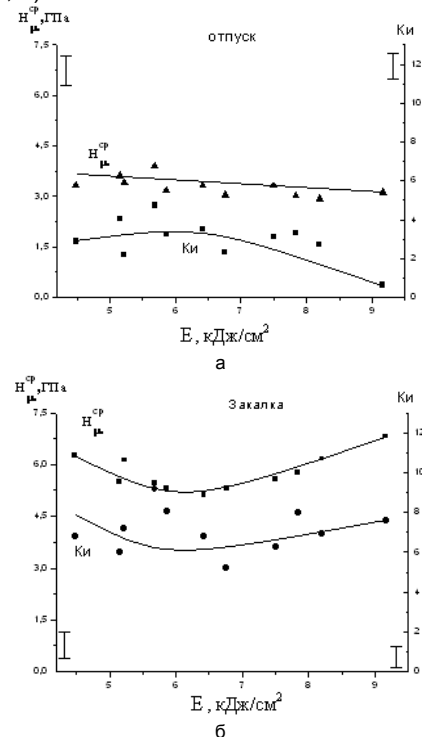 H^ср_μ,ГПа
отпуск
Ки
7,5
6,0
4,5
3,0
1,5
0,0
12
10
8
6
4
2
0
H^ср_μ
Ки
5 6 7 8 9
Е, кДж/см²
а
H^ср_μ,ГПа
Закалка
Ки
7,5
6,0
4,5
3,0
1,5
0,0
12
10
8
6
4
2
0
H^ср_μ
Ки
5 6 7 8 9
Е, кДж/см²
б